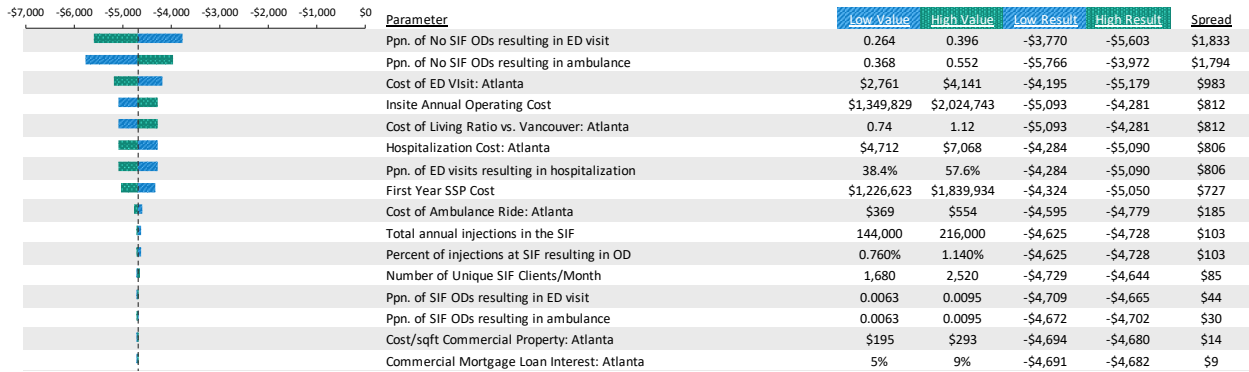 -$7,000 -$6,000 -$5,000 -$4,000 -$3,000 -$2,000 -$1,000 $0 Parameter Low Value High Value Low Result High Result Spread
Ppn. of No SIF ODs resulting in ED visit 0.264 0.396 -$3,770 -$5,603 $1,833
Ppn. of No SIF ODs resulting in ambulance 0.368 0.552 -$5,766 -$3,972 $1,794
Cost of ED VIsit: Atlanta $2,761 $4,141 -$4,195 -$5,179 $983
Insite Annual Operating Cost $1,349,829 $2,024,743 -$5,093 -$4,281 $812
Cost of Living Ratio vs. Vancouver: Atlanta 0.74 1.12 -$5,093 -$4,281 $812
Hospitalization Cost: Atlanta $4,712 $7,068 -$4,284 -$5,090 $806
Ppn. of ED visits resulting in hospitalization 38.4% 57.6% -$4,284 -$5,090 $806
First Year SSP Cost $1,226,623 $1,839,934 -$4,324 -$5,050 $727
Cost of Ambulance Ride: Atlanta $369 $554 -$4,595 -$4,779 $185
Total annual injections in the SIF 144,000 216,000 -$4,625 -$4,728 $103
Percent of injections at SIF resulting in OD 0.760% 1.140% -$4,625 -$4,728 $103
Number of Unique SIF Clients/Month 1,680 2,520 -$4,729 -$4,644 $85
Ppn. of SIF ODs resulting in ED visit 0.0063 0.0095 -$4,709 -$4,665 $44
Ppn. of SIF ODs resulting in ambulance 0.0063 0.0095 -$4,672 -$4,702 $30
Cost/sqft Commercial Property: Atlanta $195 $293 -$4,694 -$4,680 $14
Commercial Mortgage Loan Interest: Atlanta 5% 9% -$4,691 -$4,682 $9